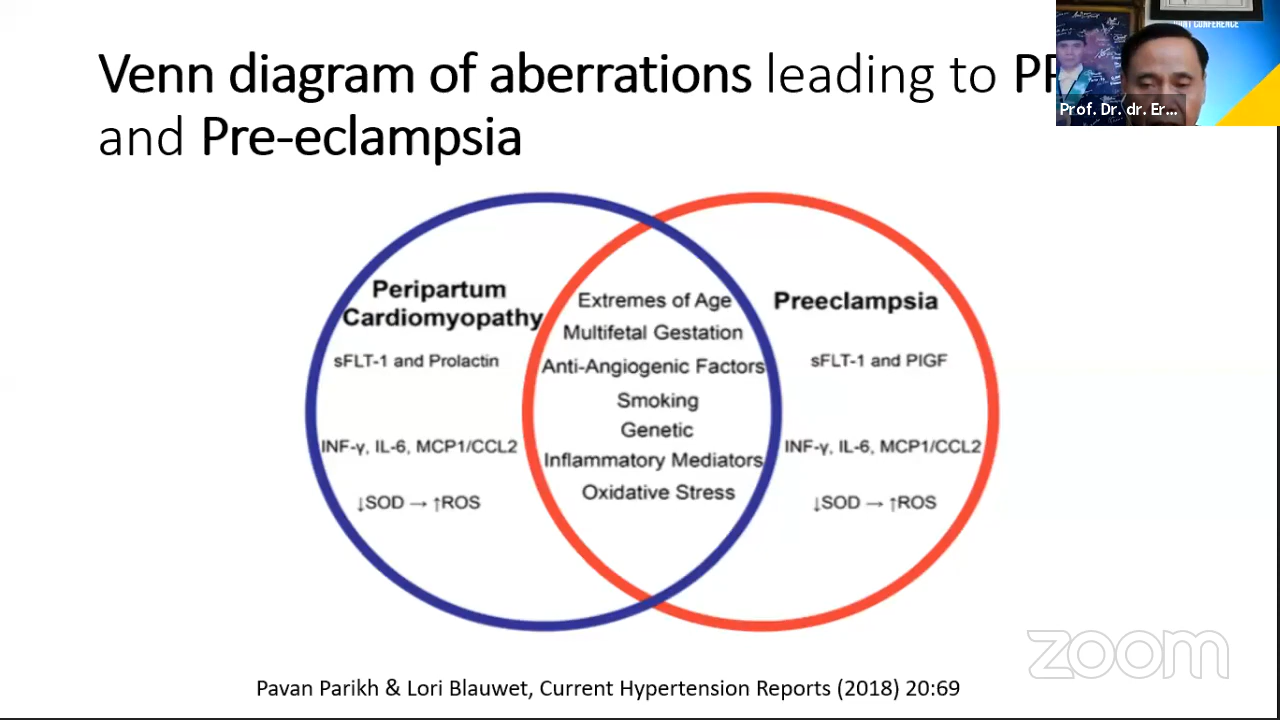 Venn diagram of aberrations leading to PP
and Pre-eclampsia
JOINT CONFERENCE
Prof. Dr. dr. Er...
Peripartum
Cardiomyopathy
sFLT-1 and Prolactin
INF-γ, IL-6, MCP1/CCL2
↓SOD → ↑ROS
Extremes of Age
Multifetal Gestation
Anti-Angiogenic Factors
Smoking
Genetic
Inflammatory Mediators
Oxidative Stress
Preeclampsia
sFLT-1 and PIGF
INF-γ, IL-6, MCP1/CCL2
↓SOD → ↑ROS
zoom
Pavan Parikh & Lori Blauwet, Current Hypertension Reports (2018) 20:69